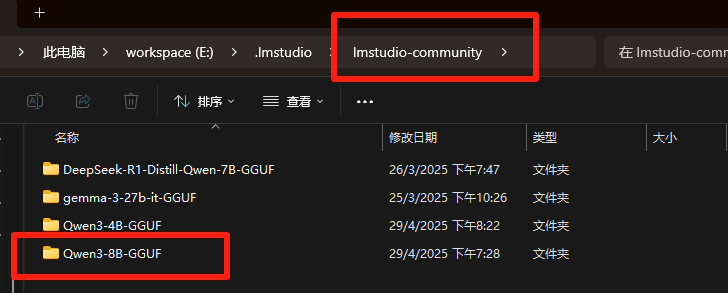 +
此电脑 > workspace (E:) > .lmstudio > lmstudio-community > 在 lmstudio-com
排序 查看 •••
名称 修改日期 类型 大小
DeepSeek-R1-Distill-Qwen-7B-GGUF 26/3/2025 下午7:47 文件夹
gemma-3-27b-it-GGUF 25/3/2025 下午10:26 文件夹
Qwen3-4B-GGUF 29/4/2025 下午8:22 文件夹
Qwen3-8B-GGUF 29/4/2025 下午7:28 文件夹